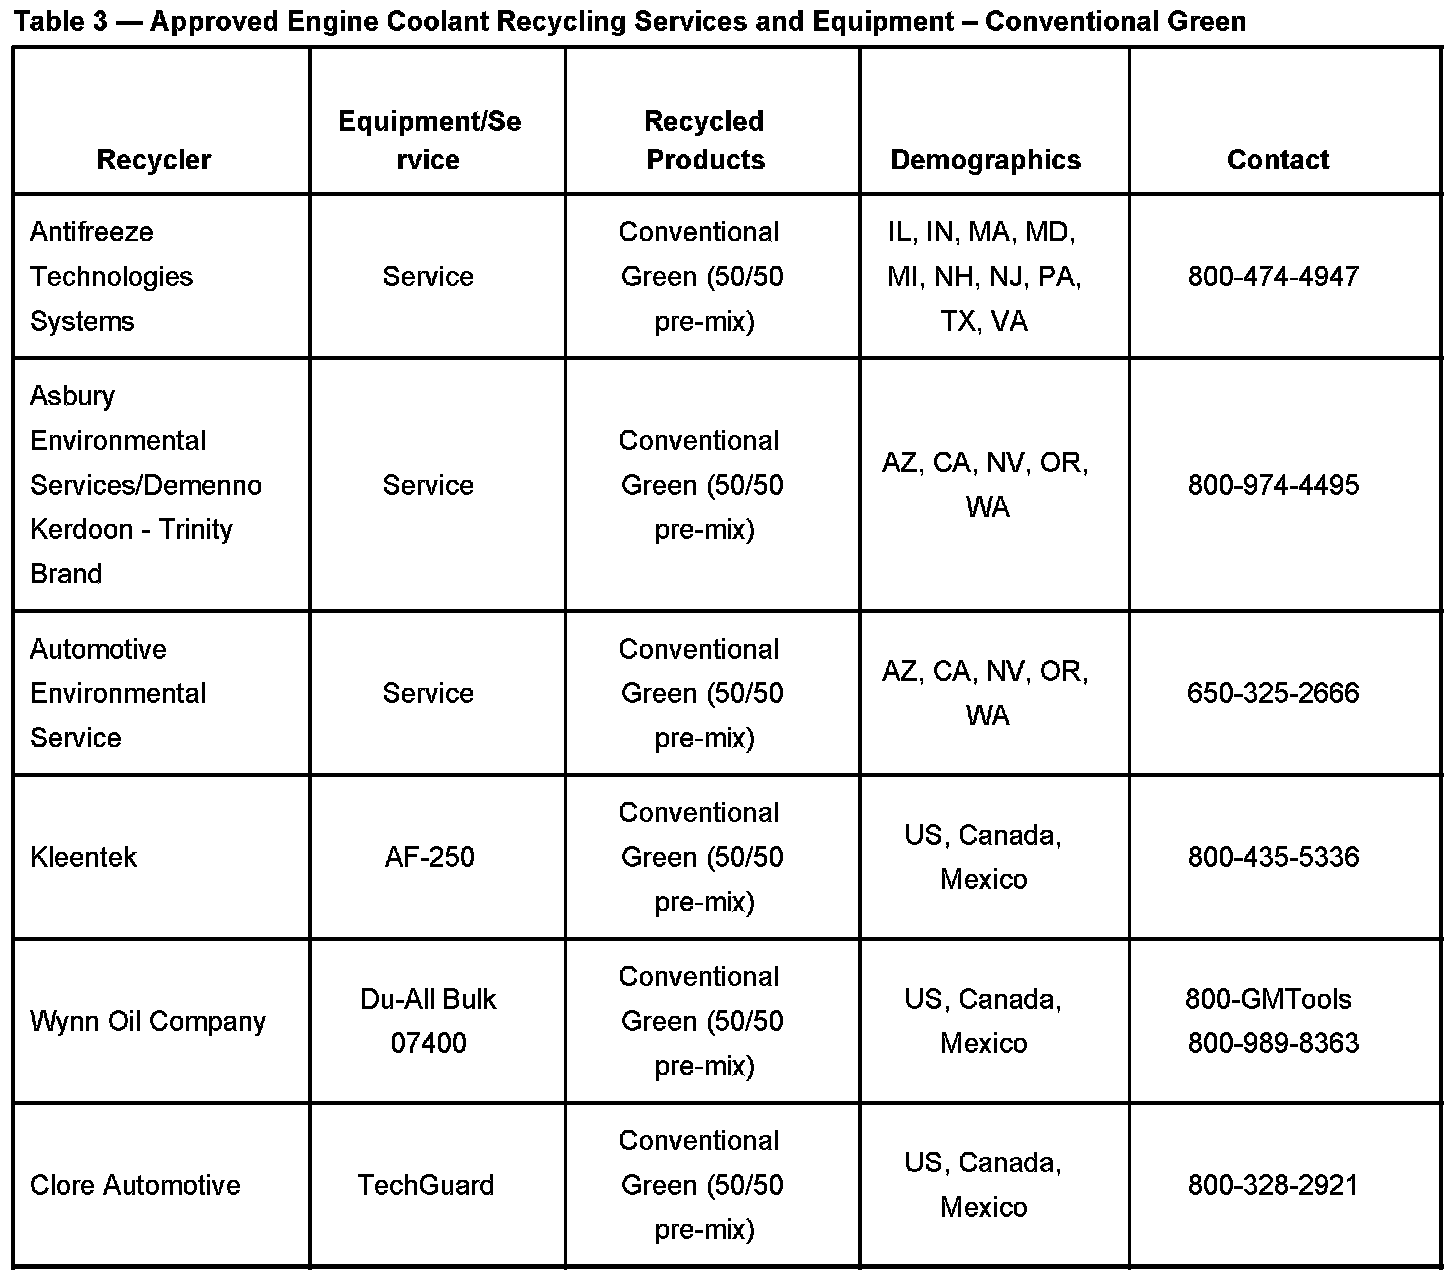 Table 3 — Approved Engine Coolant Recycling Services and Equipment – Conventional Green
Recycler
Equipment/Se
rvice
Recycled
Products
Demographics
Contact
Antifreeze
Technologies
Systems
Service
Conventional
Green (50/50
pre-mix)
IL, IN, MA, MD,
MI, NH, NJ, PA,
TX, VA
800-474-4947
Asbury
Environmental
Services/Demenno
Kerdoon - Trinity
Brand
Service
Conventional
Green (50/50
pre-mix)
AZ, CA, NV, OR,
WA
800-974-4495
Automotive
Environmental
Service
Service
Conventional
Green (50/50
pre-mix)
AZ, CA, NV, OR,
WA
650-325-2666
Kleentek
AF-250
Conventional
Green (50/50
pre-mix)
US, Canada,
Mexico
800-435-5336
Wynn Oil Company
Du-All Bulk
07400
Conventional
Green (50/50
pre-mix)
US, Canada,
Mexico
800-GMTools
800-989-8363
Clore Automotive
TechGuard
Conventional
Green (50/50
pre-mix)
US, Canada,
Mexico
800-328-2921